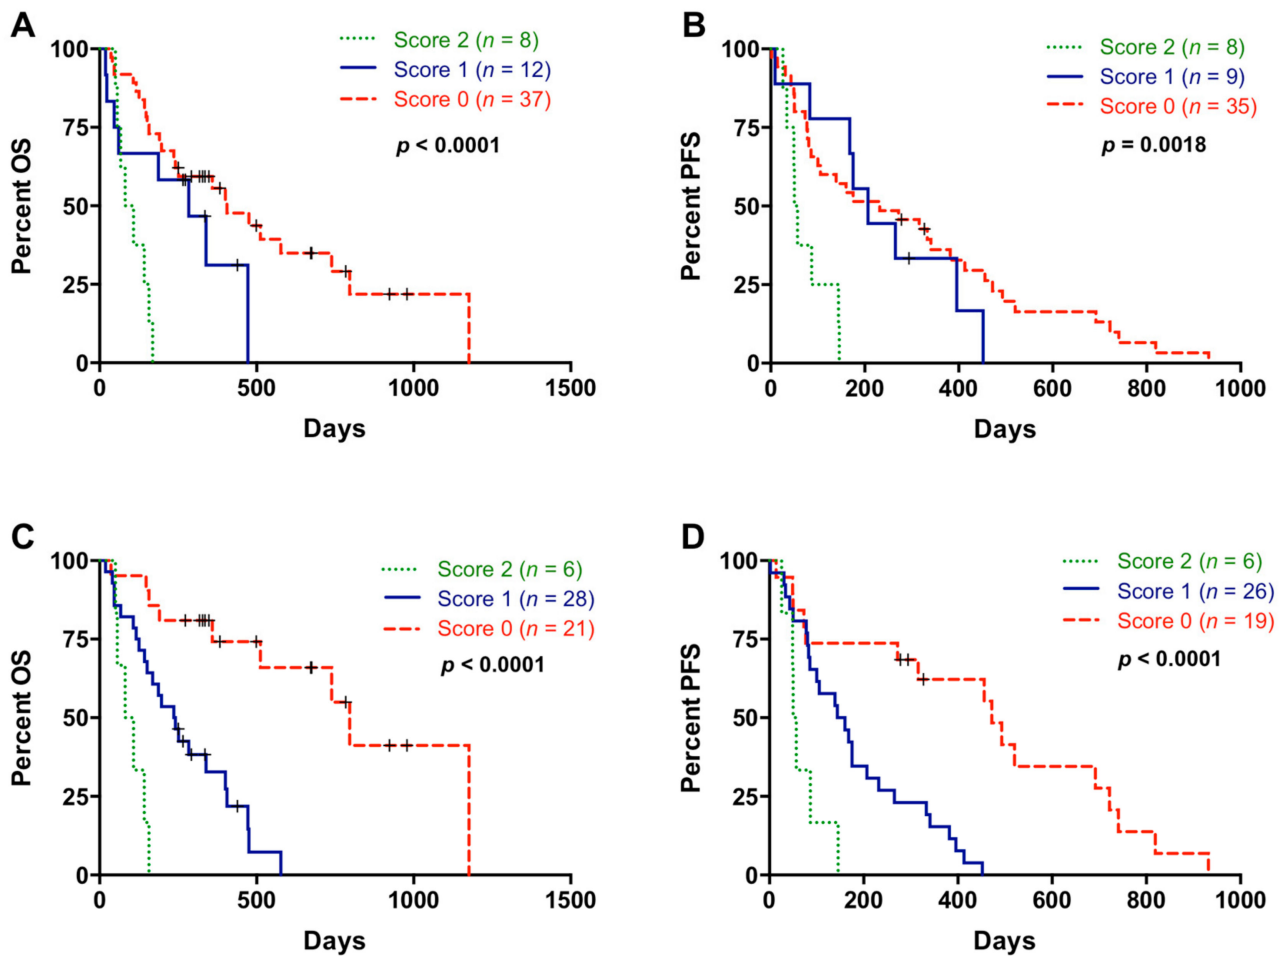 A
Score 2 (n = 8)
Score 1 (n = 12)
Score 0 (n = 37)
p < 0.0001
Percent OS
100
75
50
25
0
0 500 1000 1500
Days
B
Score 2 (n = 8)
Score 1 (n = 9)
Score 0 (n = 35)
p = 0.0018
Percent PFS
100
75
50
25
0
0 200 400 600 800 1000
Days
C
Score 2 (n = 6)
Score 1 (n = 28)
Score 0 (n = 21)
p < 0.0001
Percent OS
100
75
50
25
0
0 500 1000 1500
Days
D
Score 2 (n = 6)
Score 1 (n = 26)
Score 0 (n = 19)
p < 0.0001
Percent PFS
100
75
50
25
0
0 200 400 600 800 1000
Days